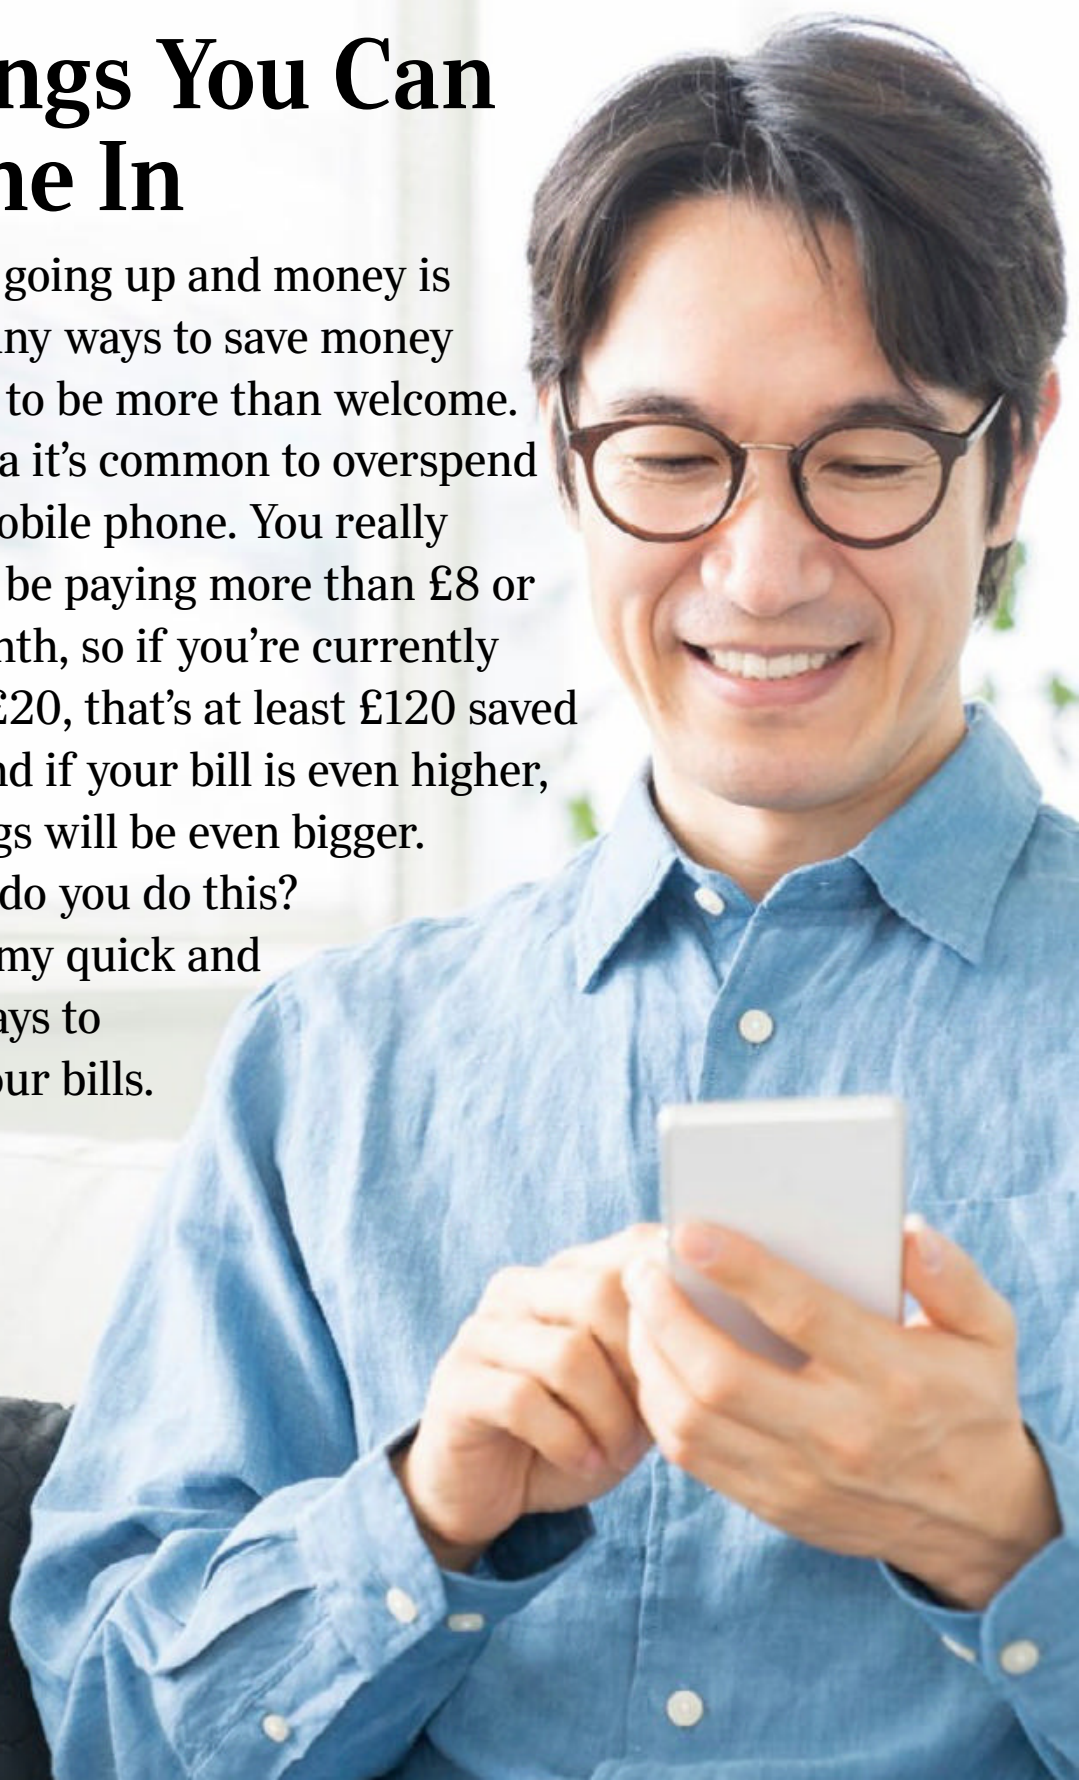 ngs You Can
ne In
going up and money is
ny ways to save money
to be more than welcome.
a it’s common to overspend
obile phone. You really
be paying more than £8 or
nth, so if you’re currently
£20, that’s at least £120 saved
nd if your bill is even higher,
gs will be even bigger.
do you do this?
my quick and
ays to
our bills.